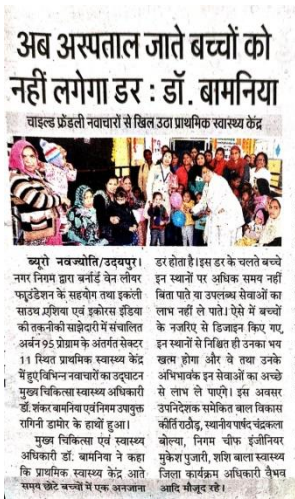 अब अस्पताल जाते बच्चों को
नहीं लगेगा डर : डॉ. बामनिया
चाइल्ड फ्रेंडली नवाचारों से खिल उठा प्राथमिक स्वास्थ्य केंद्र
ब्यूरो नवज्योति/उदयपुर।
नगर निगम द्वारा बर्नार्ड वेन लीयर
फाउंडेशन के सहयोग तथा इकली
साउथ एशिया एवं इकोरस इंडिया
की तकनीकी साझेदारी में संचालित
अर्बन 95 प्रोग्राम के अंतर्गत सेक्टर
11 स्थित प्राथमिक स्वास्थ्य केंद्र
में हुए विभिन्न नवाचारों का उद्घाटन
मुख्य चिकित्सा स्वास्थ्य अधिकारी
डॉ. शंकर बामनिया एवं निगम उपायुक्त
रागिनी डामोर के हाथों हुआ।
मुख्य चिकित्सा एवं स्वास्थ्य
अधिकारी डॉ. बामनिया ने कहा
कि प्राथमिक स्वास्थ्य केंद्र आते
समय छोटे बच्चों में एक अनजाना
डर होता है। इस डर के चलते बच्चे
इन स्थानों पर अधिक समय नहीं
बिता पाते या उपलब्ध सेवाओं का
लाभ नहीं ले पाते। ऐसे में बच्चों
के नजरिए से डिजाइन किए गए,
इन स्थानों से निश्चित ही उनका भय
खत्म होगा और वे तथा उनके
अभिभावक इन सेवाओं का अच्छे
से लाभ ले पाएंगे। इस अवसर
उपनिदेशक समेकित बाल विकास
कीर्ति राठौड़, स्थानीय पार्षद चंद्रकला
बोल्या, निगम चीफ इंजीनियर
मुकेश पुजारी, शशि बाला स्वास्थ्य
जिला कार्यक्रम अधिकारी वैभव
आदि मौजूद रहे।